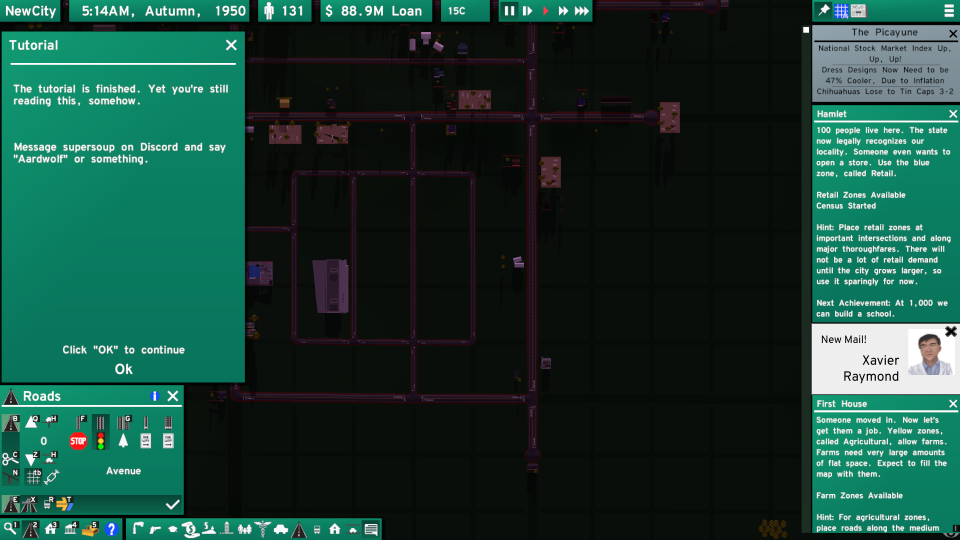 NewCity
5:14AM, Autumn, 1950
131
$ 88.9M Loan
15C
Tutorial
The tutorial is finished. Yet you're still
reading this, somehow.
Message supersoup on Discord and say
"Aardwolf" or something.
Click "OK" to continue
Ok
The Picayune
National Stock Market Index Up,
Up, Up!
Dress Designs Now Need to be
47% Cooler, Due to Inflation
Chihuahuas Lose to Tin Caps 3-2
Hamlet
100 people live here. The state
now legally recognizes our
locality. Someone even wants to
open a store. Use the blue
zone, called Retail.
Retail Zones Available
Census Started
Hint: Place retail zones at
important intersections and along
major thoroughfares. There will
not be a lot of retail demand
until the city grows larger, so
use it sparingly for now.
Next Achievement: At 1,000 we
can build a school.
New Mail!
Xavier
Raymond
First House
Someone moved in. Now let's
get them a job. Yellow zones,
called Agricultural, allow farms.
Farms need very large amounts
of flat space. Expect to fill the
map with them.
Farm Zones Available
Hint: For agricultural zones,
place roads along the medium
Roads
B Q H F G
0 STOP
C Z H
N tb
Avenue
E X R T
1 2 3 4 5 ?